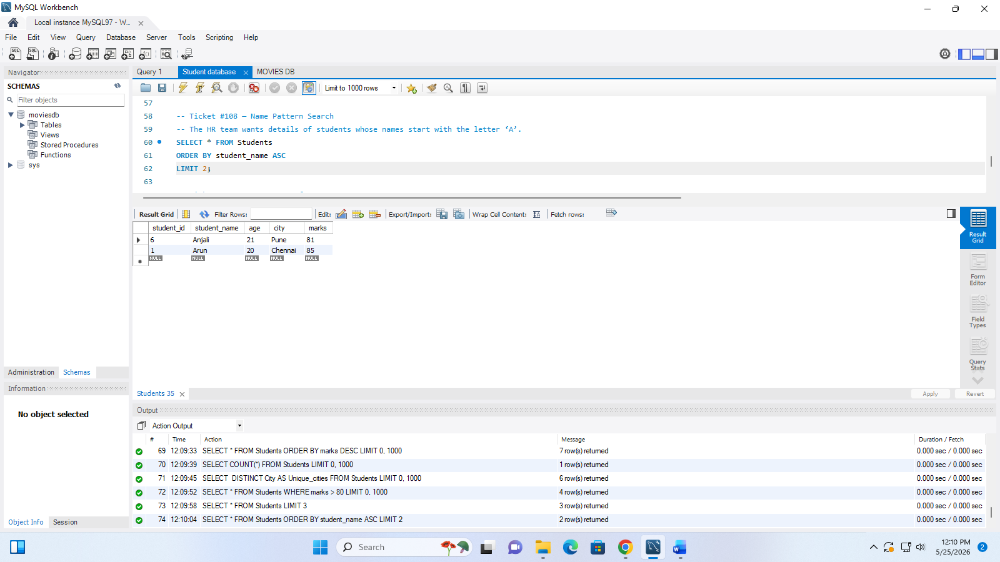 MySQL Workbench
Local instance MySQL97 - W...
File Edit View Query Database Server Tools Scripting Help
Navigator
SCHEMAS
Filter objects
moviesdb
Tables
Views
Stored Procedures
Functions
sys
Administration Schemas
Information
No object selected
Object Info Session
Query 1 Student database MOVIES DB
Limit to 1000 rows
57
58 -- Ticket #108 – Name Pattern Search
59 -- The HR team wants details of students whose names start with the letter ‘A’.
60 SELECT * FROM Students
61 ORDER BY student_name ASC
62 LIMIT 2;
63
Result Grid Filter Rows: Edit: Export/Import: Wrap Cell Content: Fetch rows:
student_id student_name age city marks
6 Anjali 21 Pune 81
1 Arun 20 Chennai 85
NULL NULL NULL NULL NULL
Result Grid
Form Editor
Field Types
Query Stats
Students 35
Apply Revert
Output
Action Output
# Time Action Message Duration / Fetch
69 12:09:33 SELECT * FROM Students ORDER BY marks DESC LIMIT 0, 1000 7 row(s) returned 0.000 sec / 0.000 sec
70 12:09:39 SELECT COUNT(*) FROM Students LIMIT 0, 1000 1 row(s) returned 0.000 sec / 0.000 sec
71 12:09:45 SELECT  DISTINCT City AS Unique_cities FROM Students LIMIT 0, 1000 6 row(s) returned 0.000 sec / 0.000 sec
72 12:09:52 SELECT * FROM Students WHERE marks > 80 LIMIT 0, 1000 4 row(s) returned 0.000 sec / 0.000 sec
73 12:09:58 SELECT * FROM Students LIMIT 3 3 row(s) returned 0.000 sec / 0.000 sec
74 12:10:04 SELECT * FROM Students ORDER BY student_name ASC LIMIT 2 2 row(s) returned 0.000 sec / 0.000 sec
Search
12:10 PM
5/25/2026
2